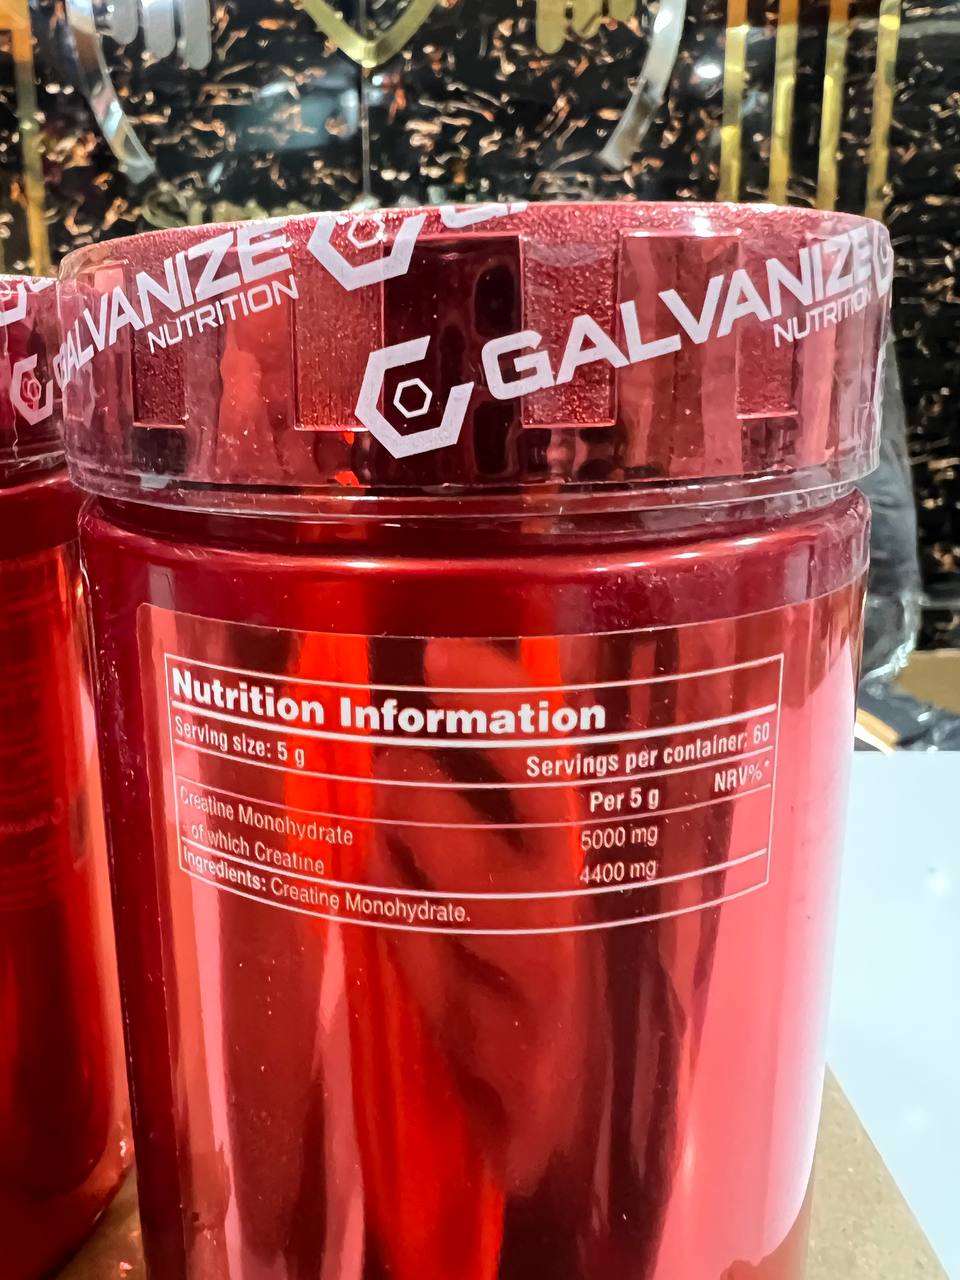 GALVANIZE
NUTRITION
GALVANIZE
NUTRITION
Nutrition Information
Serving size: 5 g
Servings per container: 60
Per 5 g NRV%*
Creatine Monohydrate 5000 mg
of which Creatine 4400 mg
Ingredients: Creatine Monohydrate.